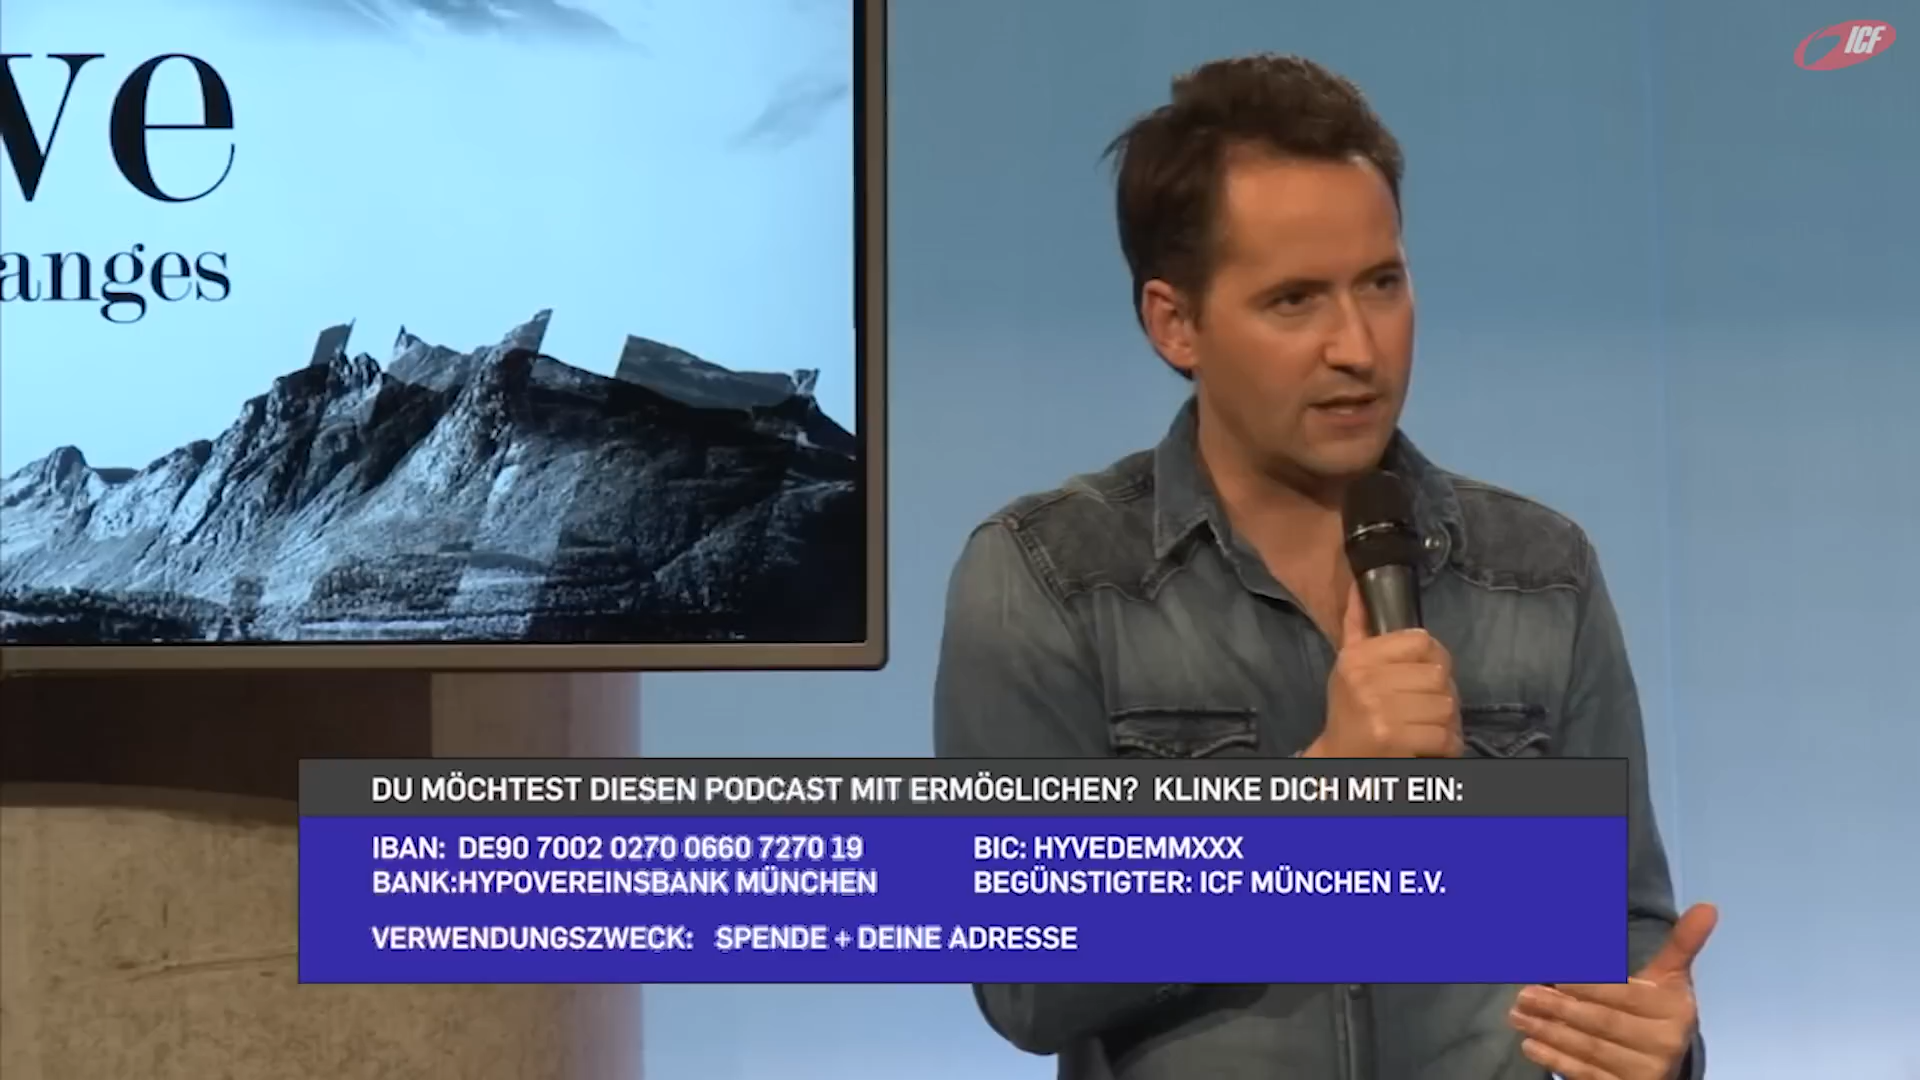 ICF
ve
anges
DU MÖCHTEST DIESEN PODCAST MIT ERMÖGLICHEN? KLINKE DICH MIT EIN:
IBAN: DE90 7002 0270 0660 7270 19
BANK:HYPOVEREINSBANK MÜNCHEN
BIC: HYVEDEMMXXX
BEGÜNSTIGTER: ICF MÜNCHEN E.V.
VERWENDUNGSZWECK: SPENDE + DEINE ADRESSE